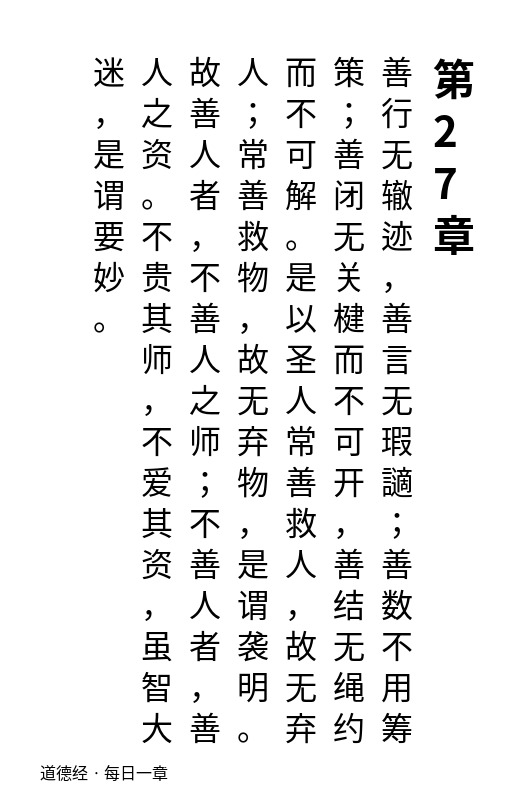 第27章
善行无辙迹，善言无瑕謫；善数不用筹
策；善闭无关楗而不可开，善结无绳约
而不可解。是以圣人常善救人，故无弃
人；常善救物，故无弃物，是谓袭明。
故善人者，不善人之师；不善人者，善
人之资。不贵其师，不爱其资，虽智大
迷，是谓要妙。
道德经 · 每日一章